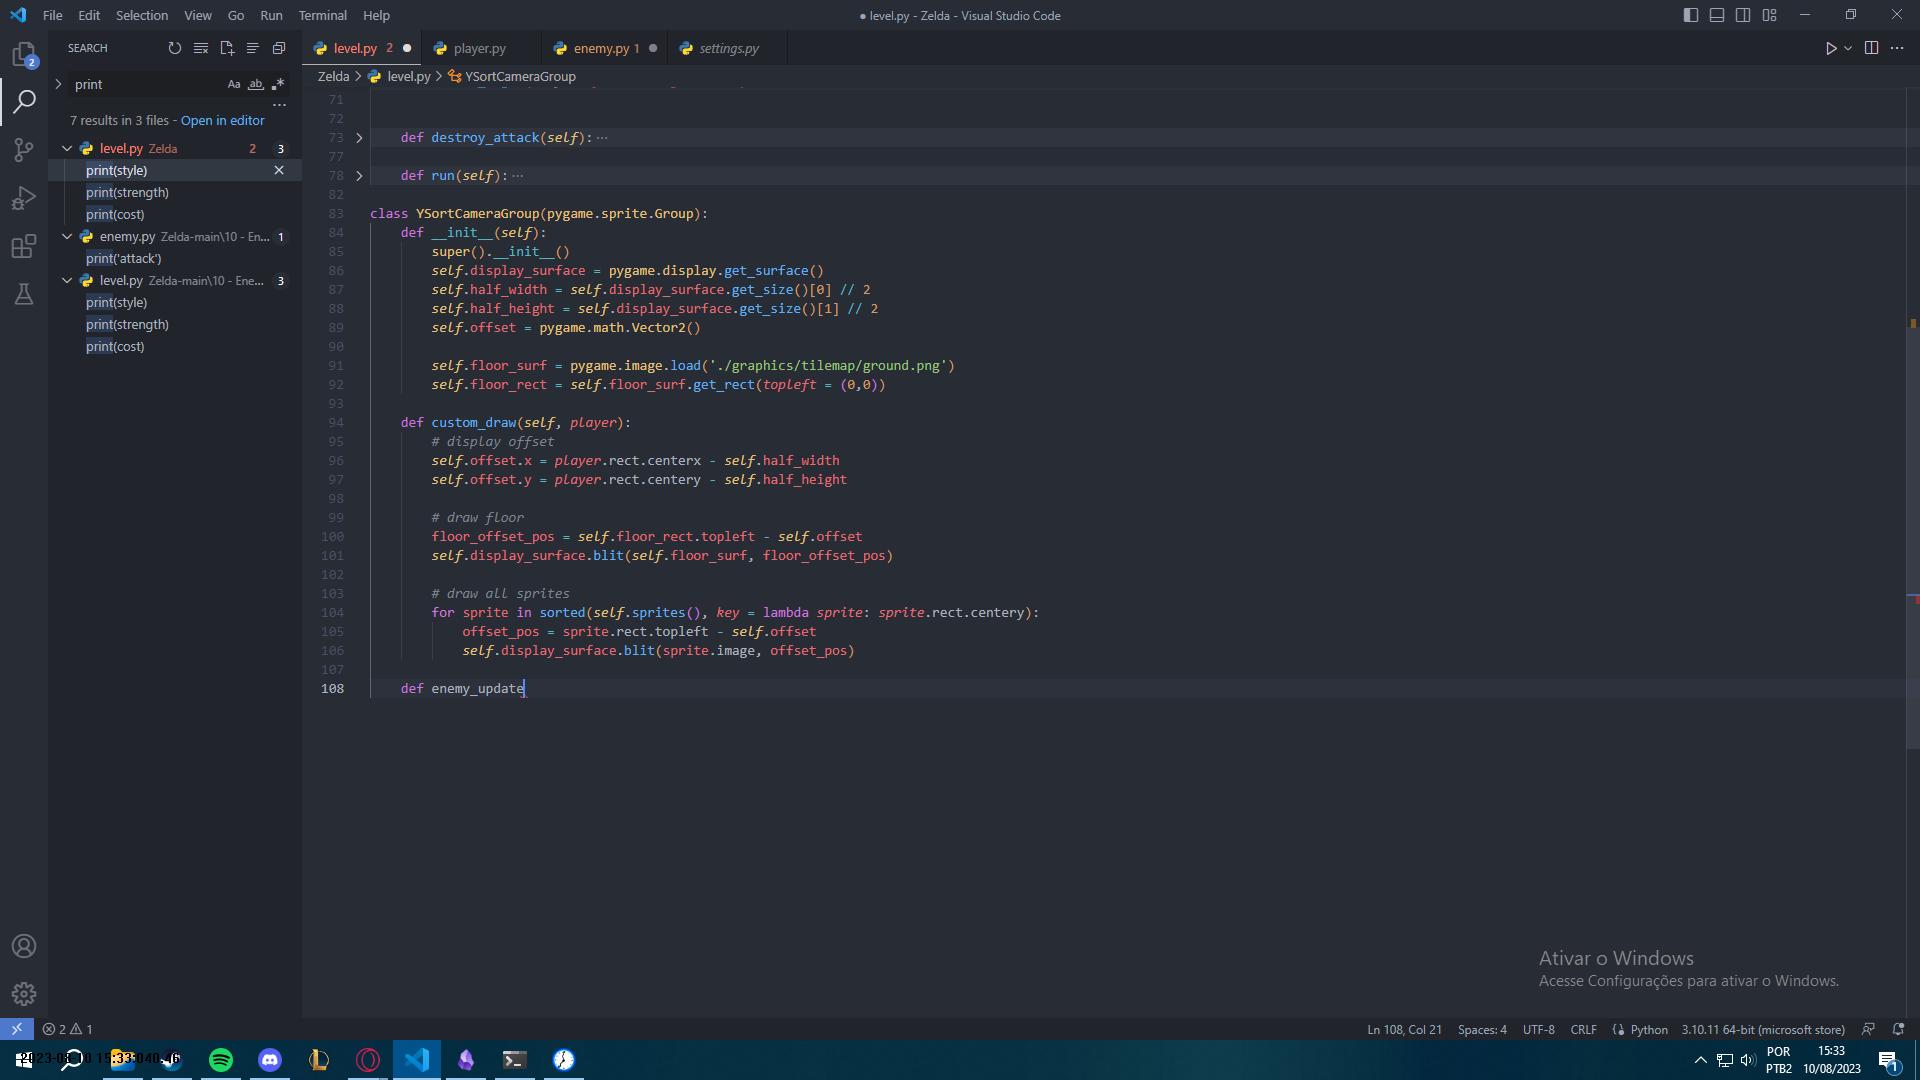 File Edit Selection View Go Run Terminal Help
● level.py - Zelda - Visual Studio Code
SEARCH
level.py 2
player.py
enemy.py 1
settings.py
Zelda > level.py > YSortCameraGroup
2
print
Aa ab
7 results in 3 files - Open in editor
level.py Zelda 2 3
print(style)
print(strength)
print(cost)
enemy.py Zelda-main\10 - En... 1
print('attack')
level.py Zelda-main\10 - Ene... 3
print(style)
print(strength)
print(cost)
71
72
73 def destroy_attack(self): ...
77
78 def run(self): ...
82
83 class YSortCameraGroup(pygame.sprite.Group):
84 def __init__(self):
85 super().__init__()
86 self.display_surface = pygame.display.get_surface()
87 self.half_width = self.display_surface.get_size()[0] // 2
88 self.half_height = self.display_surface.get_size()[1] // 2
89 self.offset = pygame.math.Vector2()
90
91 self.floor_surf = pygame.image.load('./graphics/tilemap/ground.png')
92 self.floor_rect = self.floor_surf.get_rect(topleft = (0,0))
93
94 def custom_draw(self, player):
95 # display offset
96 self.offset.x = player.rect.centerx - self.half_width
97 self.offset.y = player.rect.centery - self.half_height
98
99 # draw floor
100 floor_offset_pos = self.floor_rect.topleft - self.offset
101 self.display_surface.blit(self.floor_surf, floor_offset_pos)
102
103 # draw all sprites
104 for sprite in sorted(self.sprites(), key = lambda sprite: sprite.rect.centery):
105 offset_pos = sprite.rect.topleft - self.offset
106 self.display_surface.blit(sprite.image, offset_pos)
107
108 def enemy_update
Ativar o Windows
Acesse Configurações para ativar o Windows.
2 1
Ln 108, Col 21 Spaces: 4 UTF-8 CRLF Python 3.10.11 64-bit (microsoft store)
POR
PTB2
15:33
10/08/2023
1